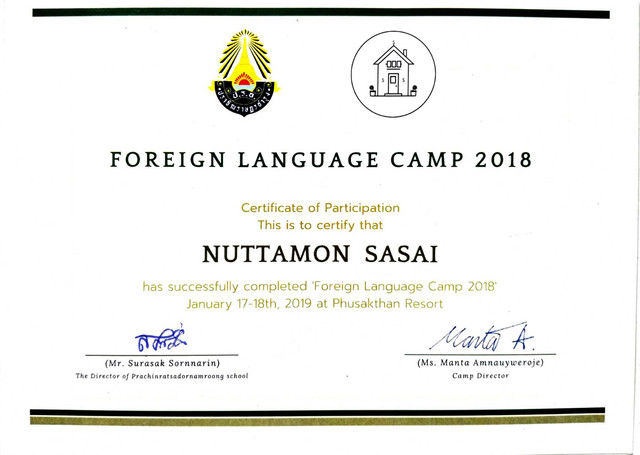 FOREIGN LANGUAGE CAMP 2018
Certificate of Participation
This is to certify that
NUTTAMON SASAI
has successfully completed 'Foreign Language Camp 2018'
January 17-18th, 2019 at Phusakthan Resort
Manta A.
(Mr. Surasak Sornnarin)
(Ms. Manta Amnauyweroje)
The Director of Prachinratsadornnamroong school
Camp Director